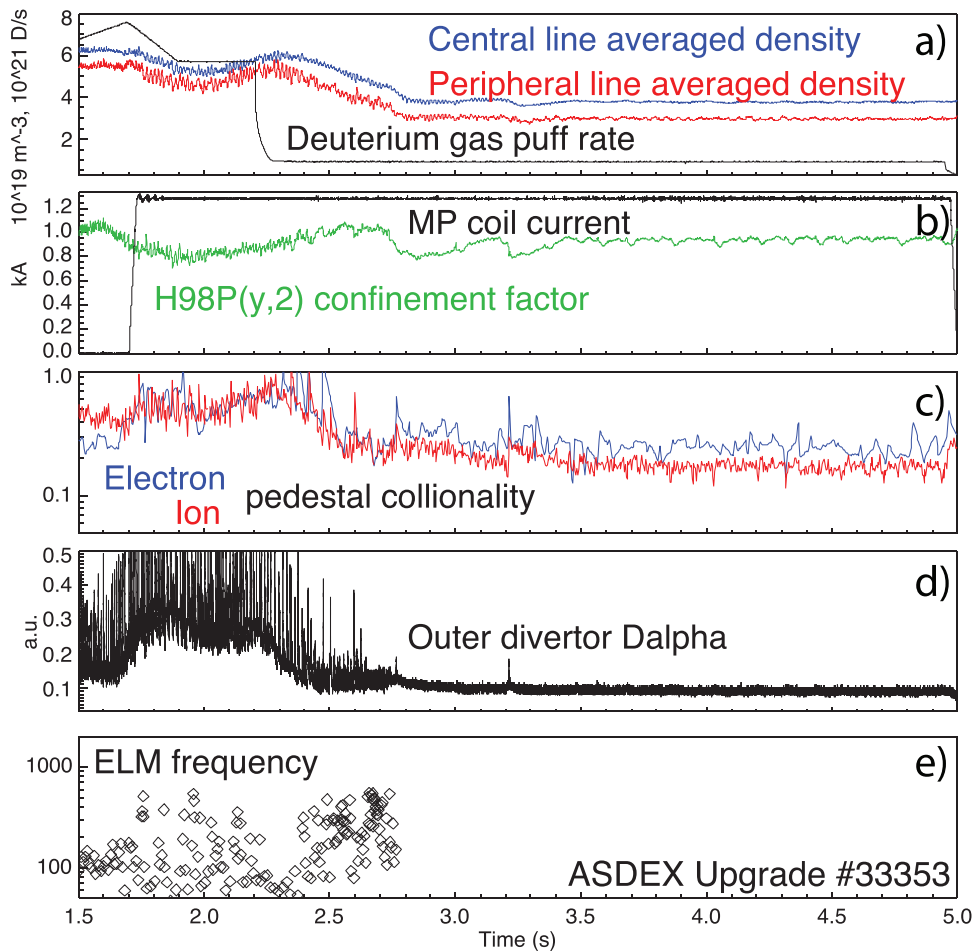 8
6
4
2
10^19 m^-3, 10^21 D/s
Central line averaged density
a)
Peripheral line averaged density
Deuterium gas puff rate
1.2
1.0
0.8
0.6
0.4
0.2
0.0
kA
MP coil current
b)
H98P(y,2) confinement factor
1.0
0.1
c)
Electron
Ion
pedestal collionality
0.5
0.4
0.3
0.2
0.1
a.u.
d)
Outer divertor Dalpha
1000
100
ELM frequency
e)
ASDEX Upgrade #33353
1.5 2.0 2.5 3.0 3.5 4.0 4.5 5.0
Time (s)